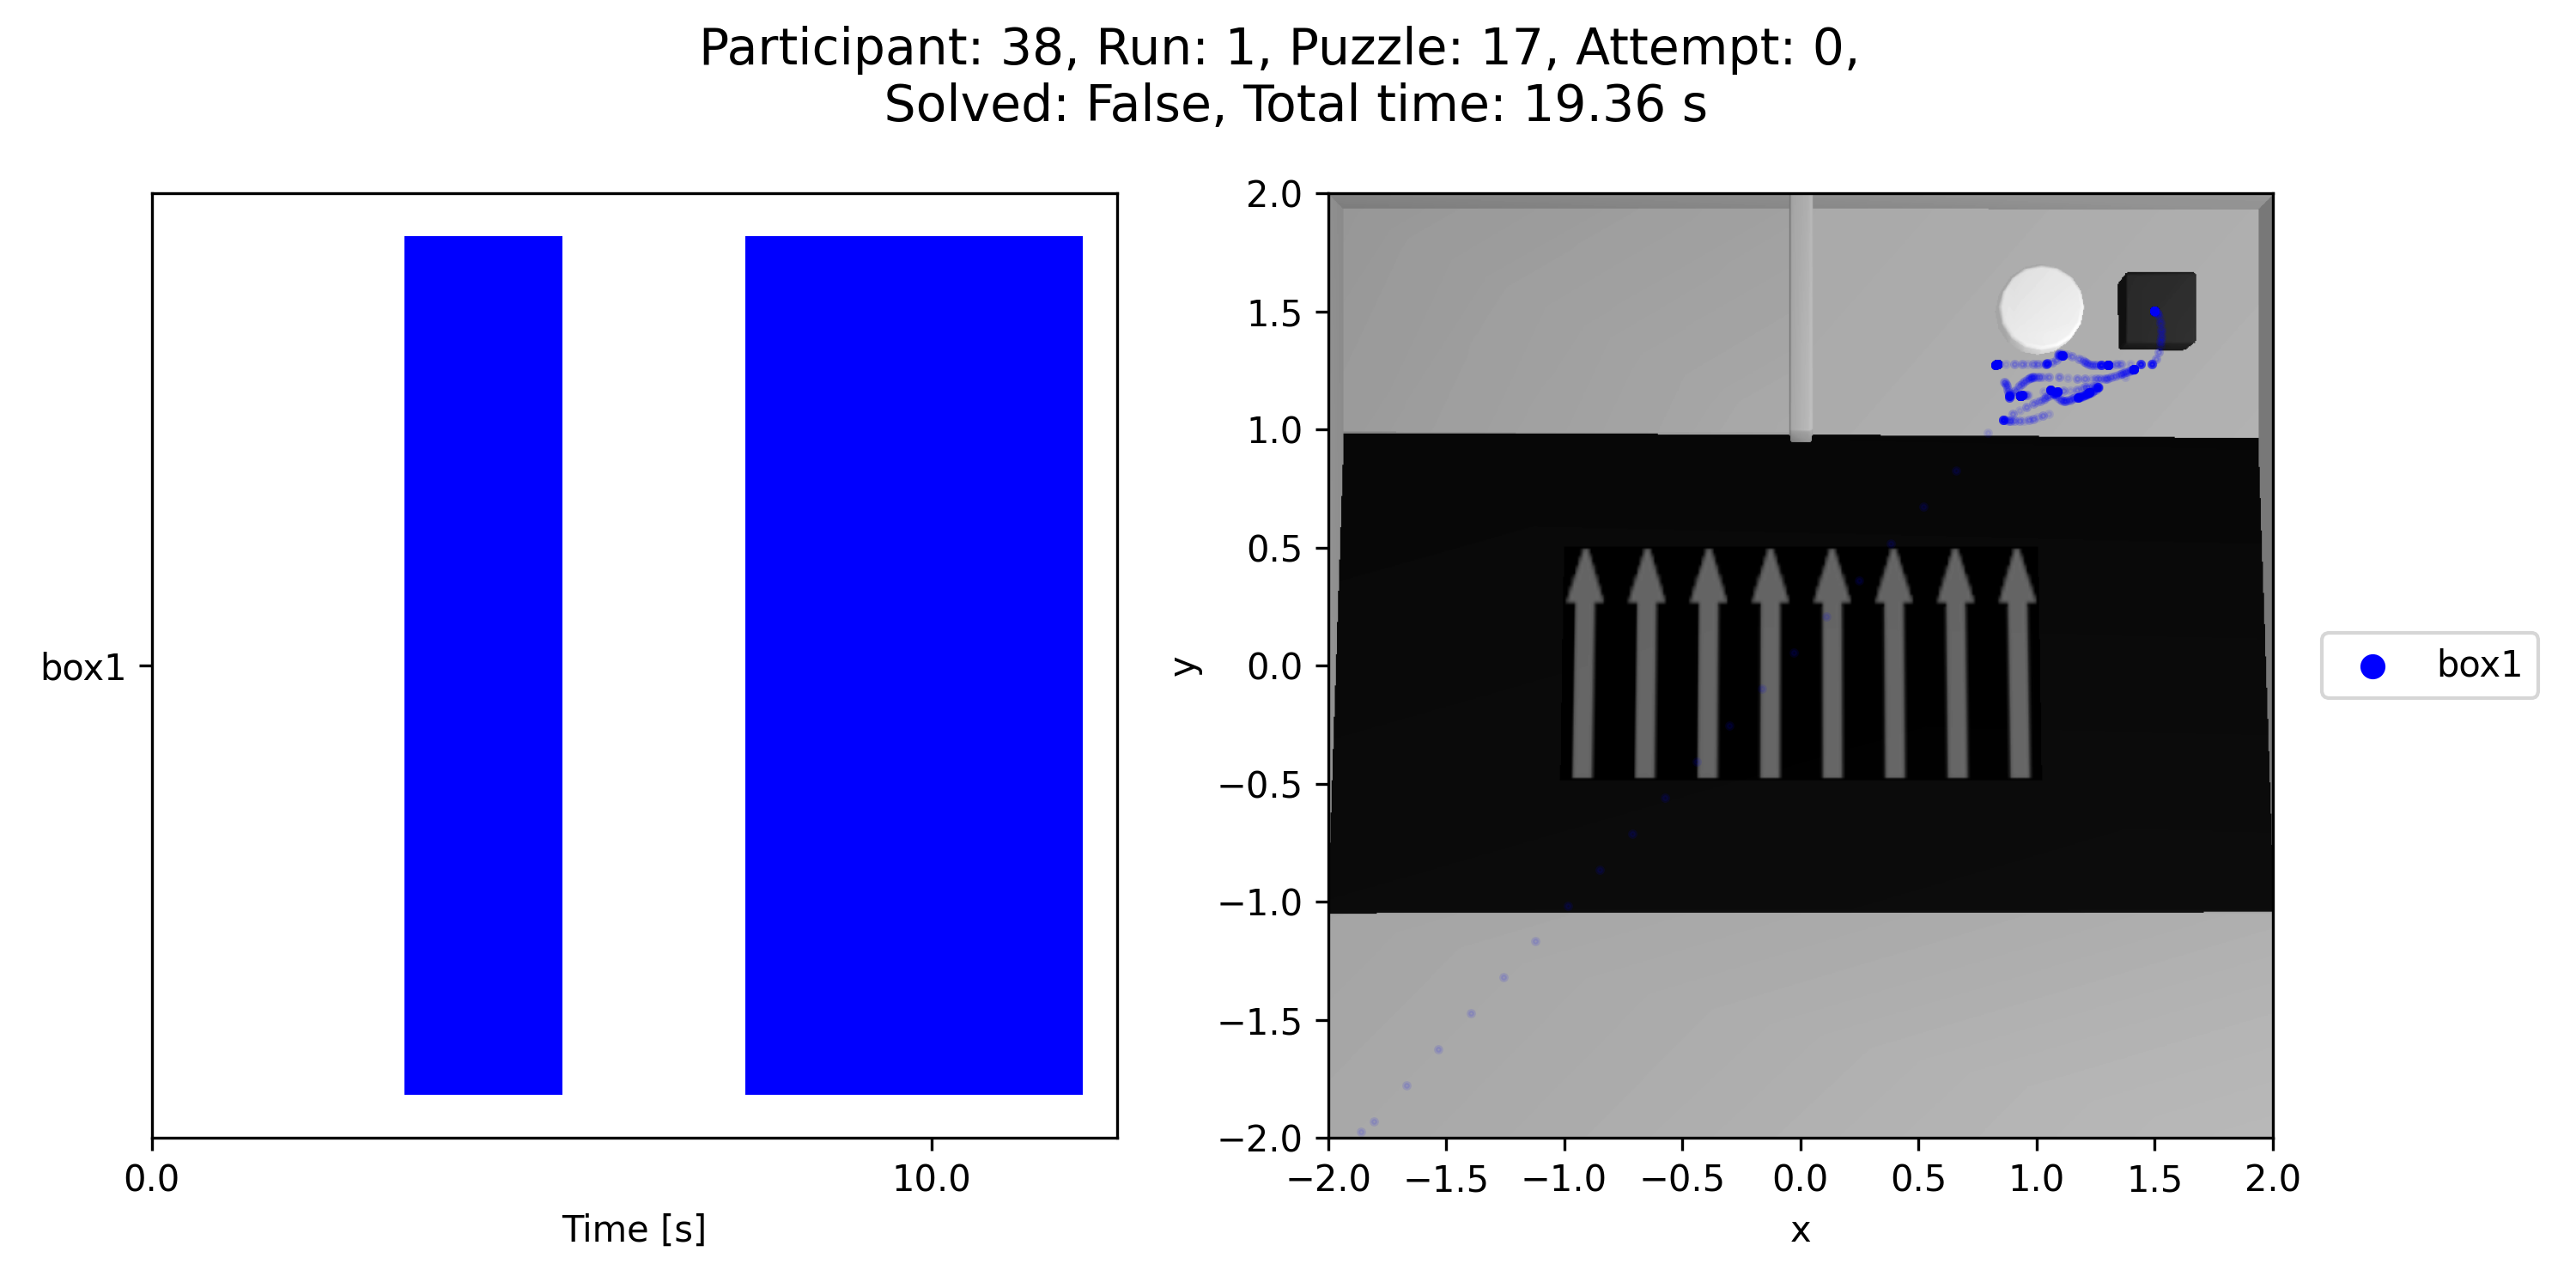 Participant: 38, Run: 1, Puzzle: 17, Attempt: 0,
Solved: False, Total time: 19.36 s
box1
0.0
10.0
Time [s]
2.0
1.5
1.0
0.5
0.0
−0.5
−1.0
−1.5
−2.0
y
−2.0
−1.5
−1.0
−0.5
0.0
0.5
1.0
1.5
2.0
x
box1